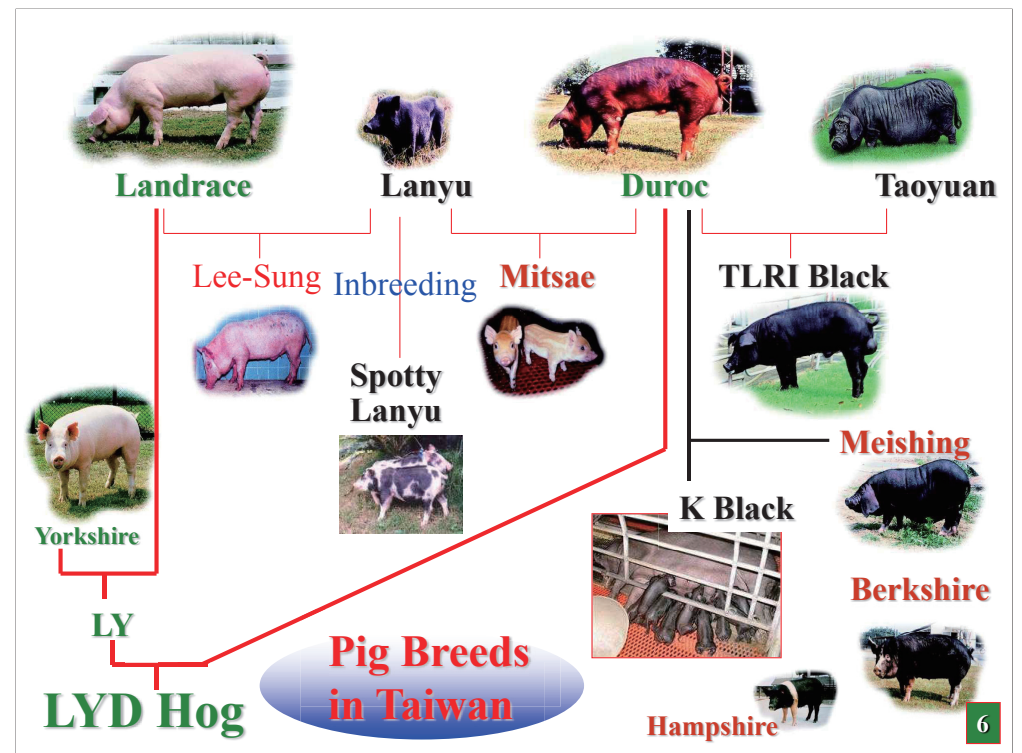 Landrace
Lanyu
Duroc
Taoyuan
Lee-Sung
Inbreeding
Mitsae
TLRI Black
Spotty
Lanyu
Meishing
K Black
Yorkshire
Berkshire
LY
Pig Breeds
in Taiwan
LYD Hog
Hampshire
6